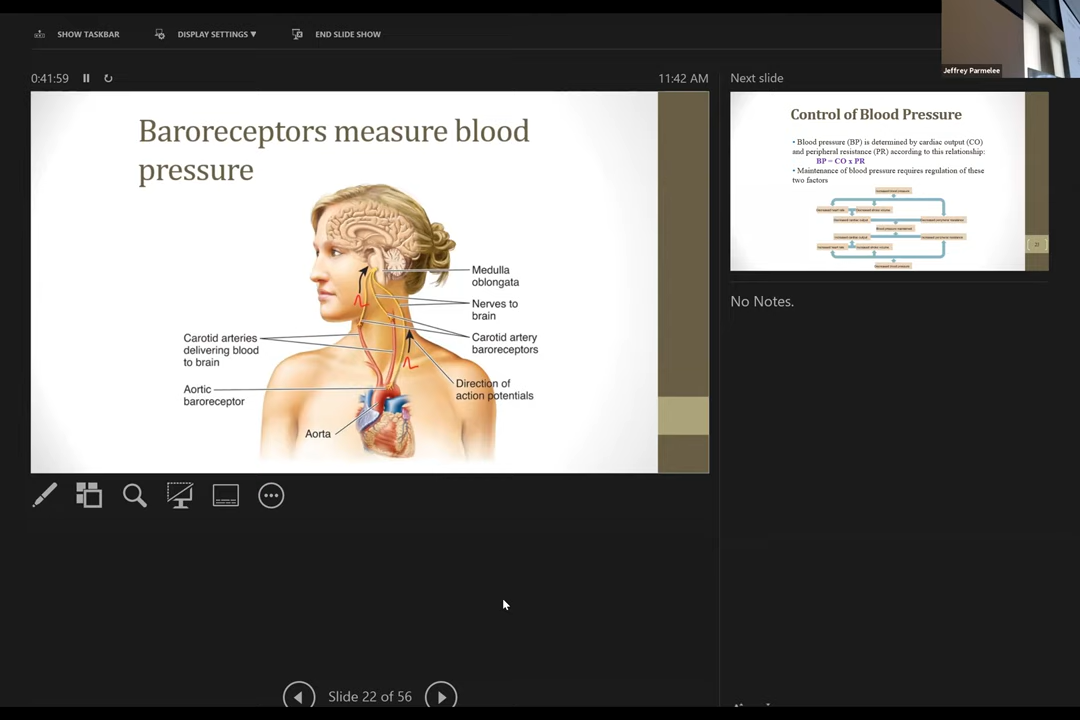 SHOW TASKBAR
DISPLAY SETTINGS ▼
END SLIDE SHOW
Jeffrey Parmelee
0:41:59
11:42 AM
Next slide
Baroreceptors measure blood
pressure
Medulla
oblongata
Nerves to
brain
Carotid arteries
delivering blood
to brain
Carotid artery
baroreceptors
Aortic
baroreceptor
Direction of
action potentials
Aorta
Control of Blood Pressure
• Blood pressure (BP) is determined by cardiac output (CO)
and peripheral resistance (PR) according to this relationship:
BP = CO x PR
• Maintenance of blood pressure requires regulation of these
two factors
No Notes.
Slide 22 of 56